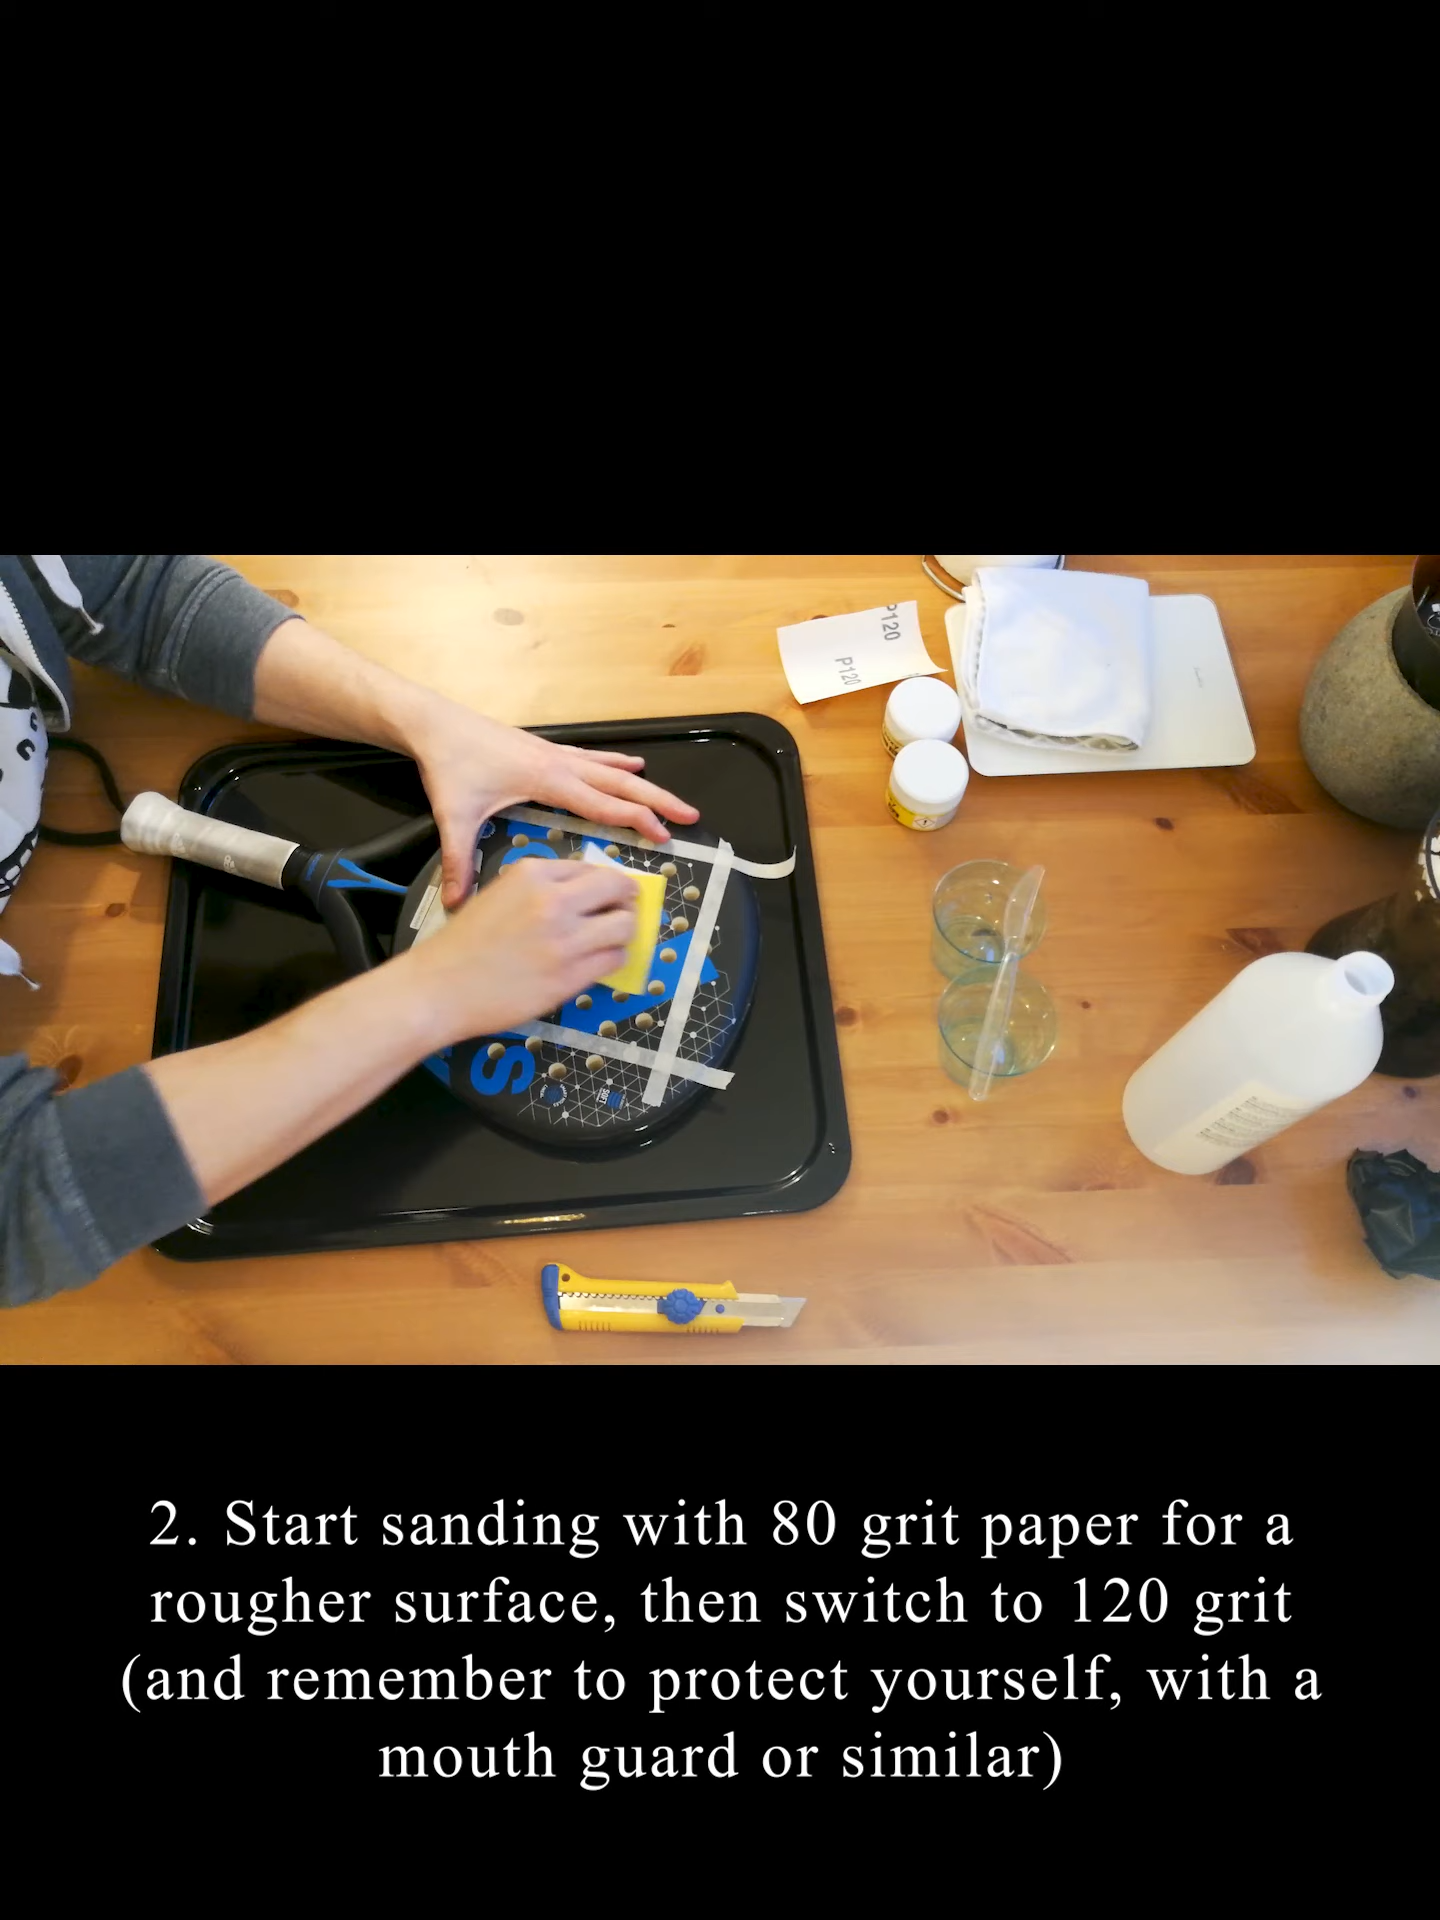 P120
P120
S
SOFT
2. Start sanding with 80 grit paper for a
rougher surface, then switch to 120 grit
(and remember to protect yourself, with a
mouth guard or similar)